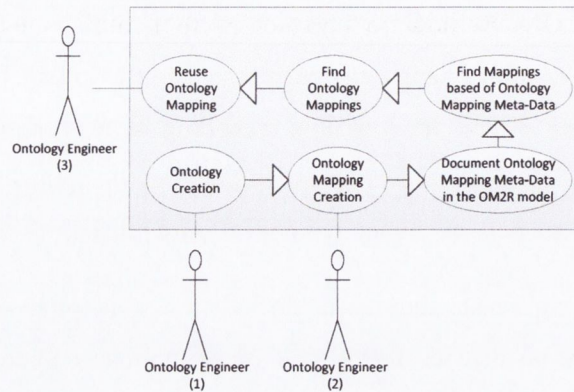 Reuse
Ontology
Mapping
Find
Ontology
Mappings
Find Mappings
based of Ontology
Mapping Meta-Data
Ontology Engineer
(3)
Ontology
Creation
Ontology
Mapping
Creation
Document Ontology
Mapping Meta-Data
in the OM2R model
Ontology Engineer
(1)
Ontology Engineer
(2)